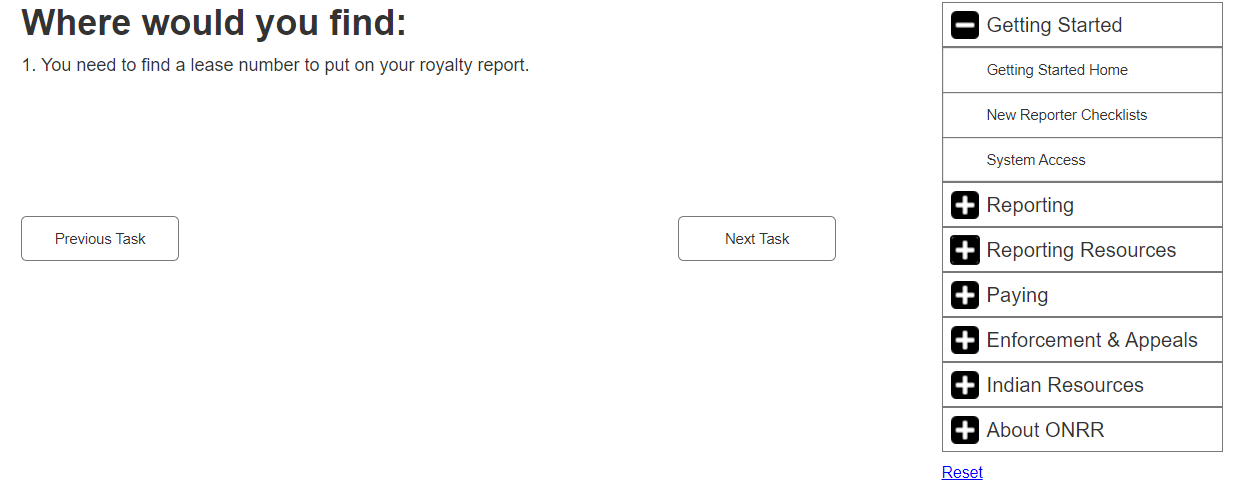 Where would you find:
1. You need to find a lease number to put on your royalty report.
Previous Task
Next Task
Getting Started
Getting Started Home
New Reporter Checklists
System Access
Reporting
Reporting Resources
Paying
Enforcement & Appeals
Indian Resources
About ONRR
Reset